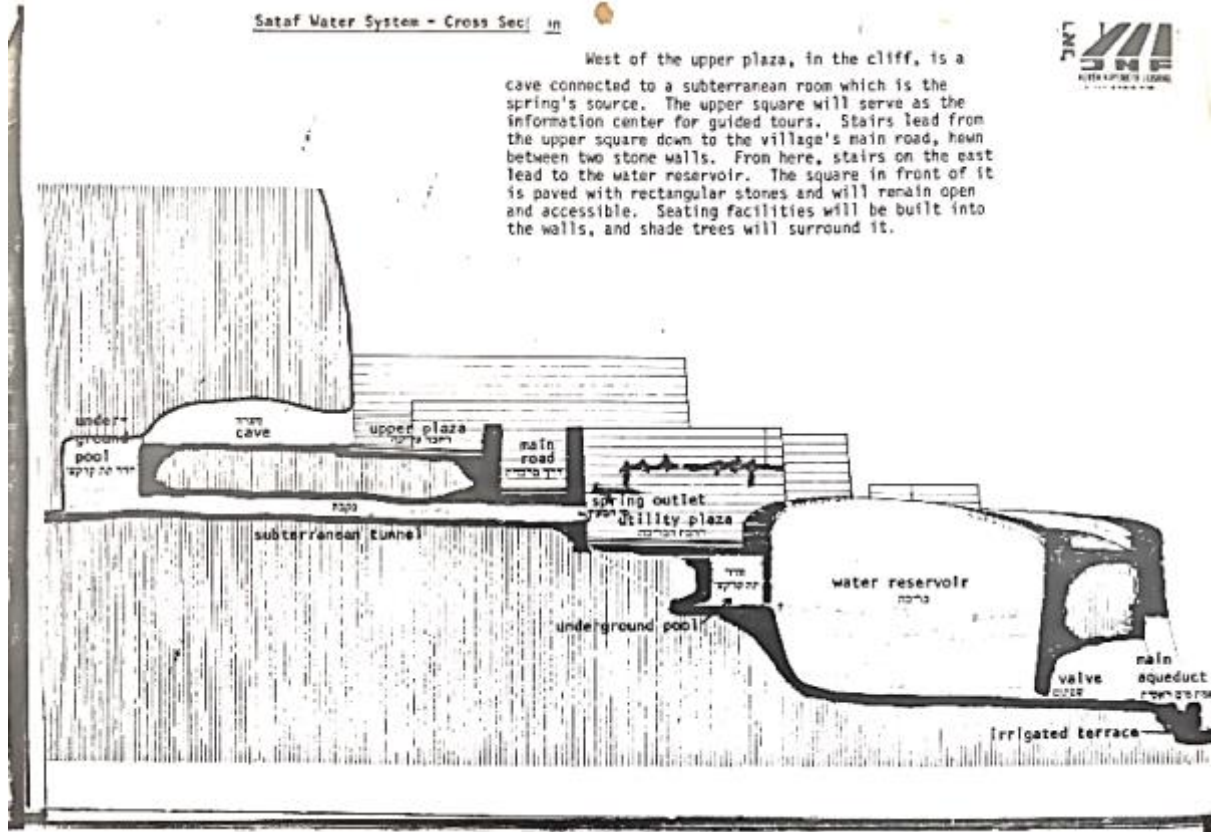 Sataf Water System - Cross Sec in
West of the upper plaza, in the cliff, is a
cave connected to a subterranean room which is the
spring's source. The upper square will serve as the
information center for guided tours. Stairs lead from
the upper square down to the village's main road, hewn
between two stone walls. From here, stairs on the east
lead to the water reservoir. The square in front of it
is paved with rectangular stones and will remain open
and accessible. Seating facilities will be built into
the walls, and shade trees will surround it.
JNF
under-
ground
pool
מערה
cave
upper plaza
main
road
spring outlet
utility plaza
נקבה
subterranean tunnel
underground pool
water reservoir
בריכה
valve
main
aqueduct
irrigated terrace